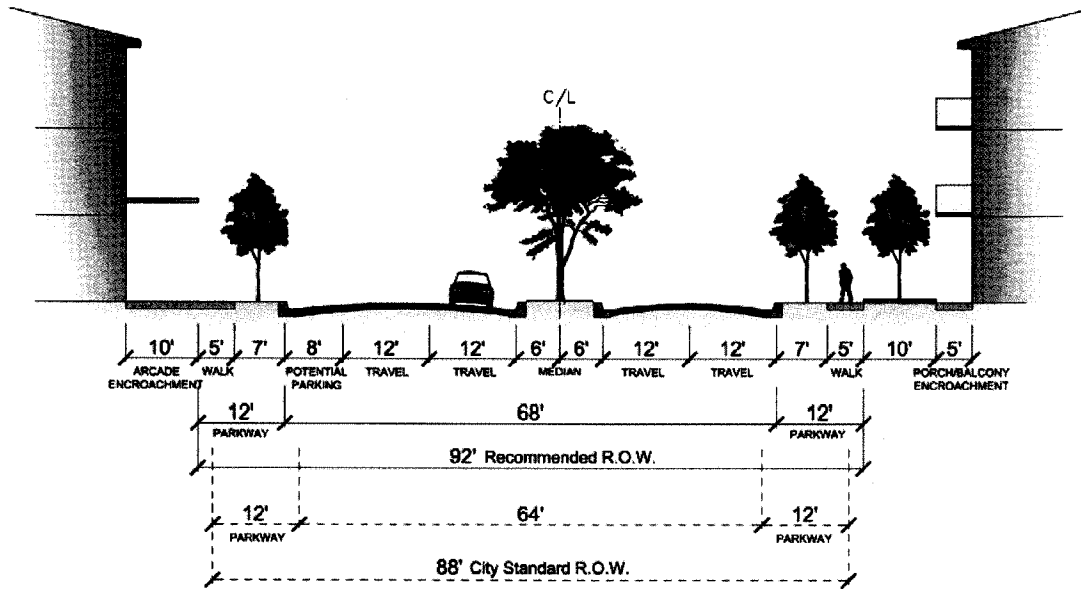 C/L
10' 5' 7' 8' 12' 12' 6' 6' 12' 12' 7' 5' 10' 5'
ARCADE ENCROACHMENT
WALK
POTENTIAL PARKING
TRAVEL
TRAVEL
MEDIAN
TRAVEL
TRAVEL
WALK
PORCH/BALCONY ENCROACHMENT
12' 68' 12'
PARKWAY PARKWAY
92' Recommended R.O.W.
12' 64' 12'
PARKWAY PARKWAY
88' City Standard R.O.W.